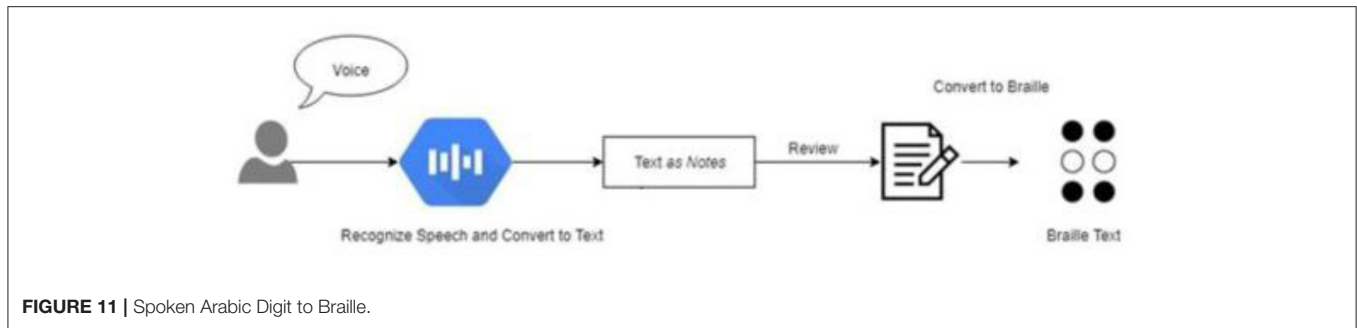 Voice
Convert to Braille
Text as Notes
Review
Recognize Speech and Convert to Text
Braille Text
FIGURE 11 | Spoken Arabic Digit to Braille.